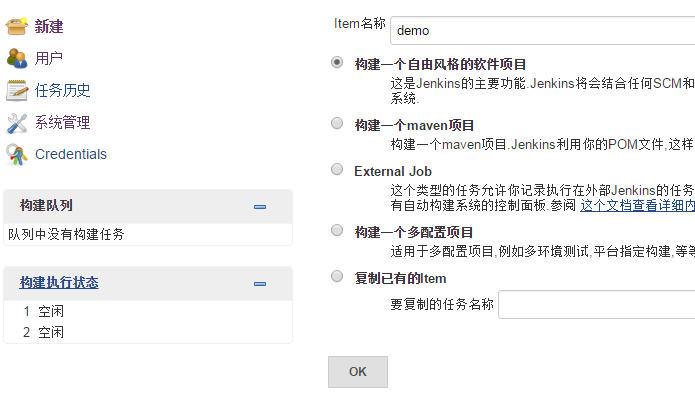 新建
用户
任务历史
系统管理
Credentials
构建队列
队列中没有构建任务
构建执行状态
1 空闲
2 空闲
Item名称
demo
构建一个自由风格的软件项目
这是Jenkins的主要功能.Jenkins将会结合任何SCM和
系统.
构建一个maven项目
构建一个maven项目.Jenkins利用你的POM文件,这样
External Job
这个类型的任务允许你记录执行在外部Jenkins的任务
有自动构建系统的控制面板.参阅 这个文档查看详细内
构建一个多配置项目
适用于多配置项目,例如多环境测试,平台指定构建,等等
复制已有的Item
要复制的任务名称
OK